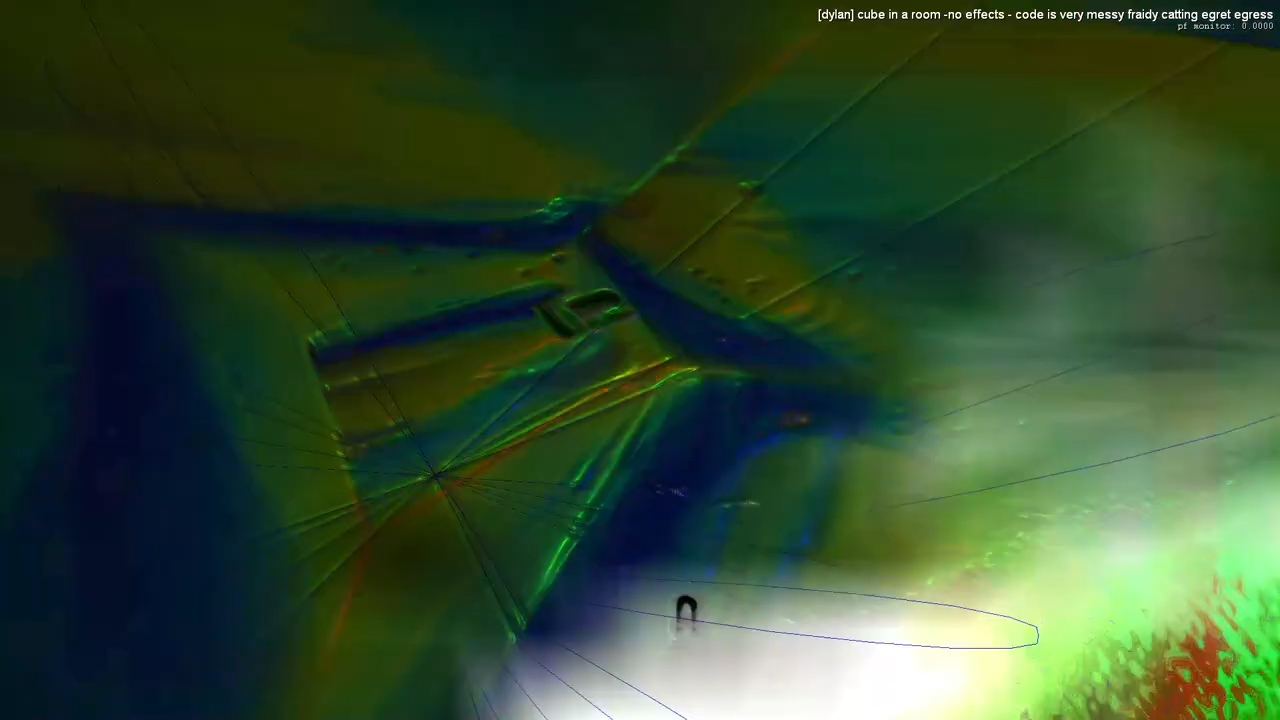 [dylan] cube in a room -no effects - code is very messy fraidy catting egret egress
pf monitor: 0.0000